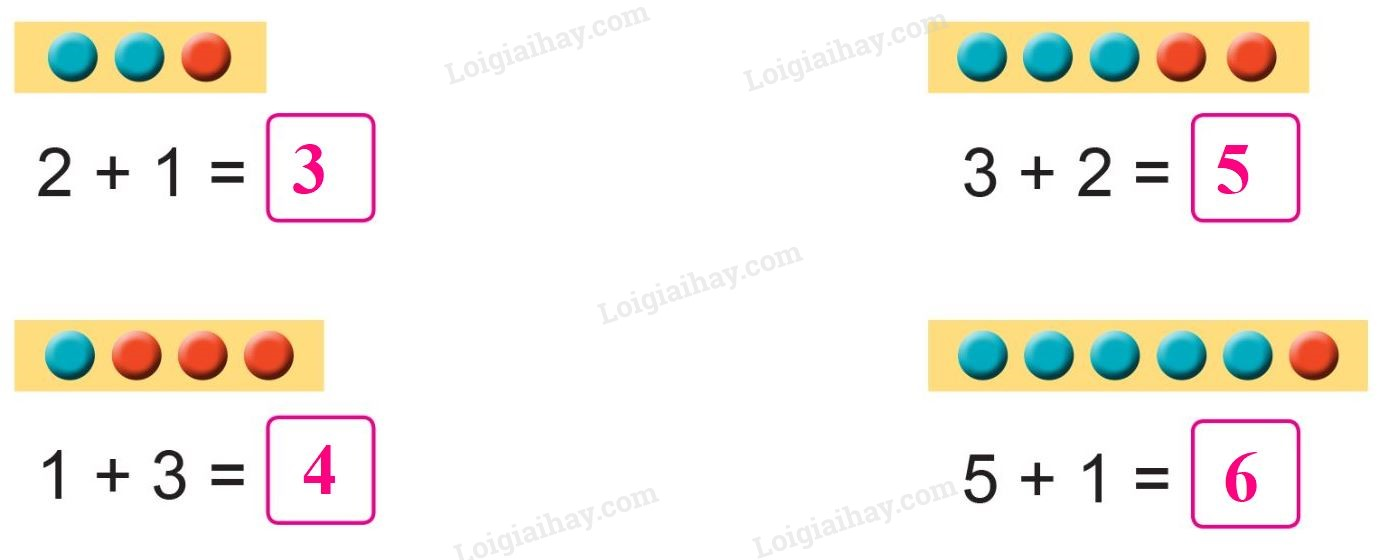 Loigiaihay.com
Loigiaihay.com
2 + 1 = 3
3 + 2 = 5
Loigiaihay.com
1 + 3 = 4
5 + 1 = 6
Loigiaihay.com
Loigiaihay.com